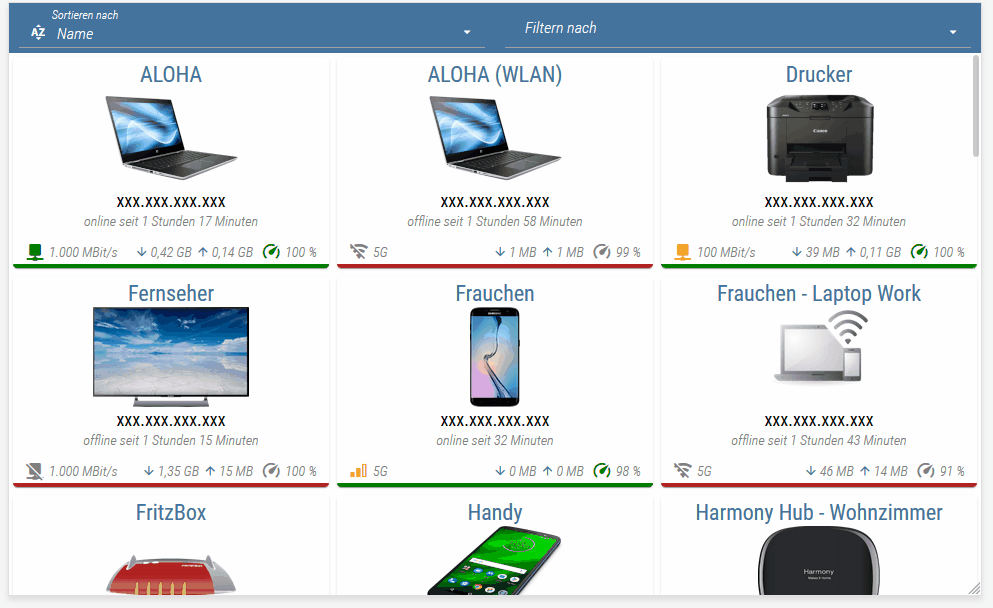 Sortieren nach
AZ Name
Filtern nach
ALOHA
ALOHA (WLAN)
Drucker
Canon
XXX.XXX.XXX.XXX
XXX.XXX.XXX.XXX
XXX.XXX.XXX.XXX
online seit 1 Stunden 17 Minuten
offline seit 1 Stunden 58 Minuten
online seit 1 Stunden 32 Minuten
1.000 MBit/s 0,42 GB 0,14 GB 100 %
5G 1 MB 1 MB 99 %
100 MBit/s 39 MB 0,11 GB 100 %
Fernseher
Frauchen
Frauchen - Laptop Work
XXX.XXX.XXX.XXX
XXX.XXX.XXX.XXX
XXX.XXX.XXX.XXX
offline seit 1 Stunden 15 Minuten
online seit 32 Minuten
offline seit 1 Stunden 43 Minuten
1.000 MBit/s 1,35 GB 15 MB 100 %
5G 0 MB 0 MB 98 %
5G 46 MB 14 MB 91 %
FritzBox
Handy
Harmony Hub - Wohnzimmer
Harmony